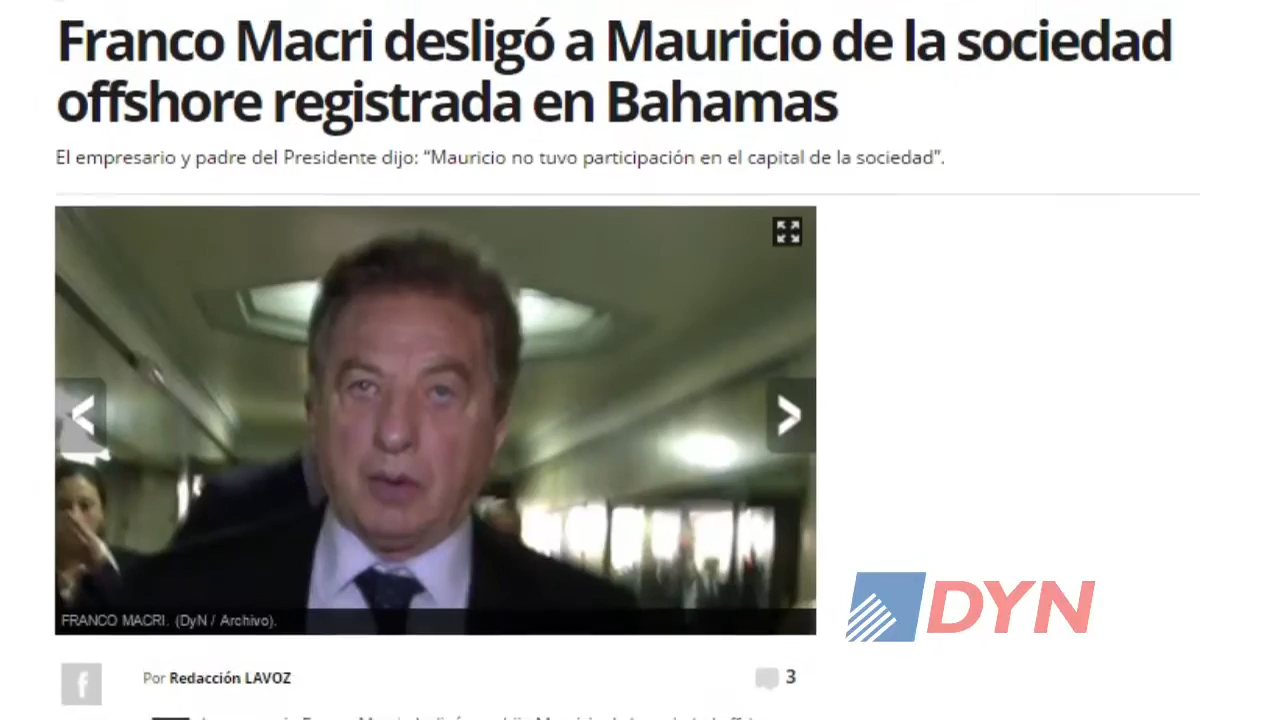 Franco Macri desligó a Mauricio de la sociedad
offshore registrada en Bahamas
El empresario y padre del Presidente dijo: “Mauricio no tuvo participación en el capital de la sociedad”.
FRANCO MACRI. (DyN / Archivo).
DYN
f
Por Redacción LAVOZ
3